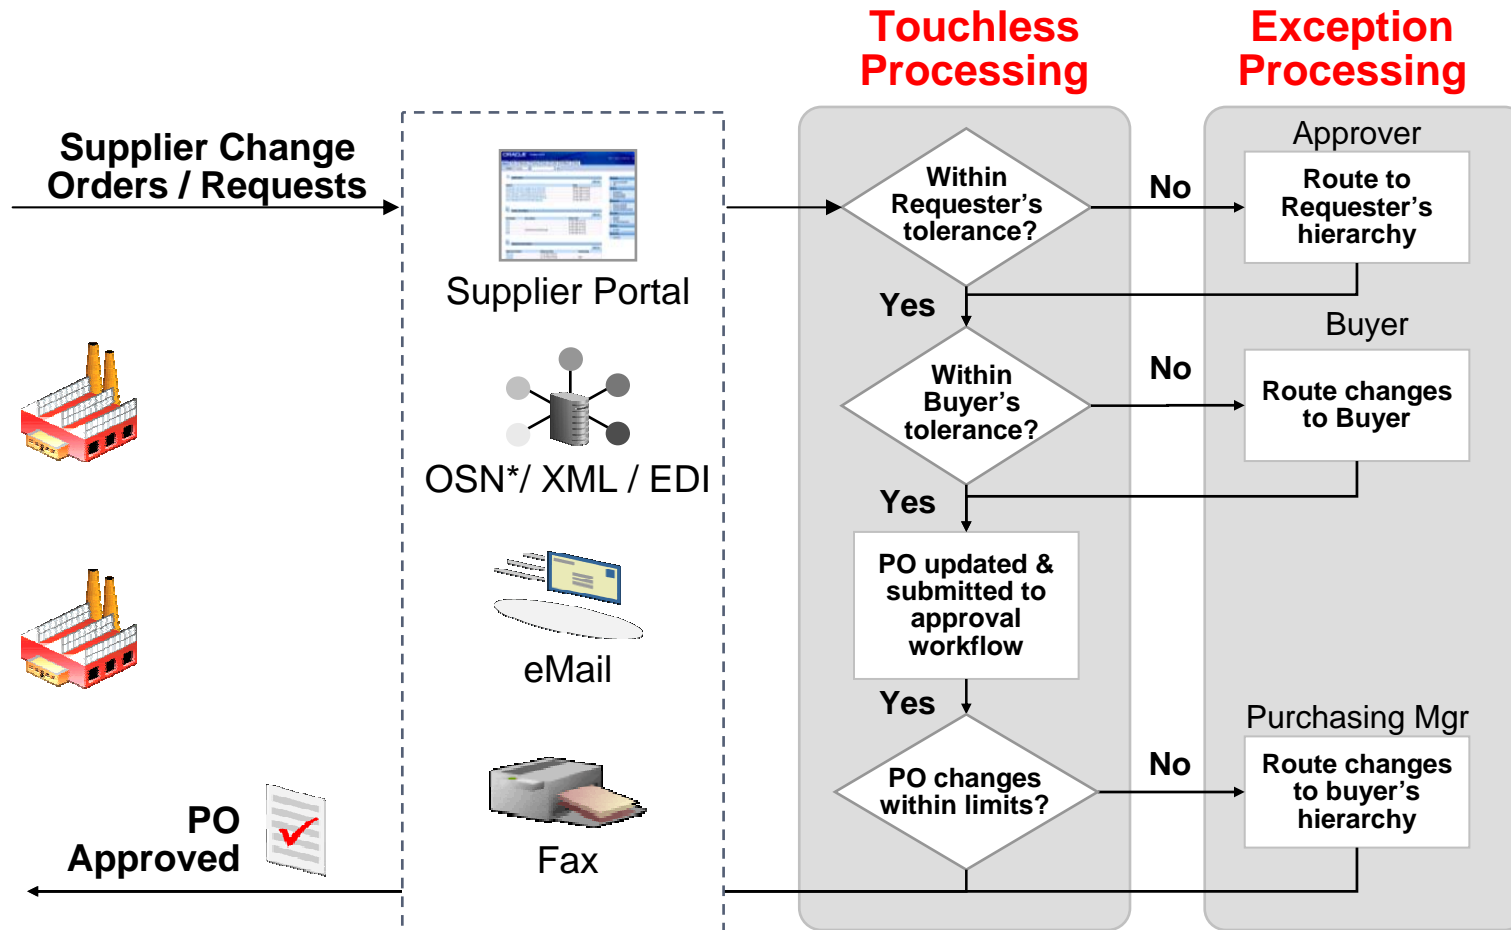 Touchless
Processing
Exception
Processing
Supplier Change
Orders / Requests
Supplier Portal
OSN*/ XML / EDI
eMail
Fax
PO
Approved
Within
Requester's
tolerance?
No
Approver
Route to
Requester's
hierarchy
Yes
Within
Buyer's
tolerance?
No
Buyer
Route changes
to Buyer
Yes
PO updated &
submitted to
approval
workflow
Yes
PO changes
within limits?
No
Purchasing Mgr
Route changes
to buyer's
hierarchy